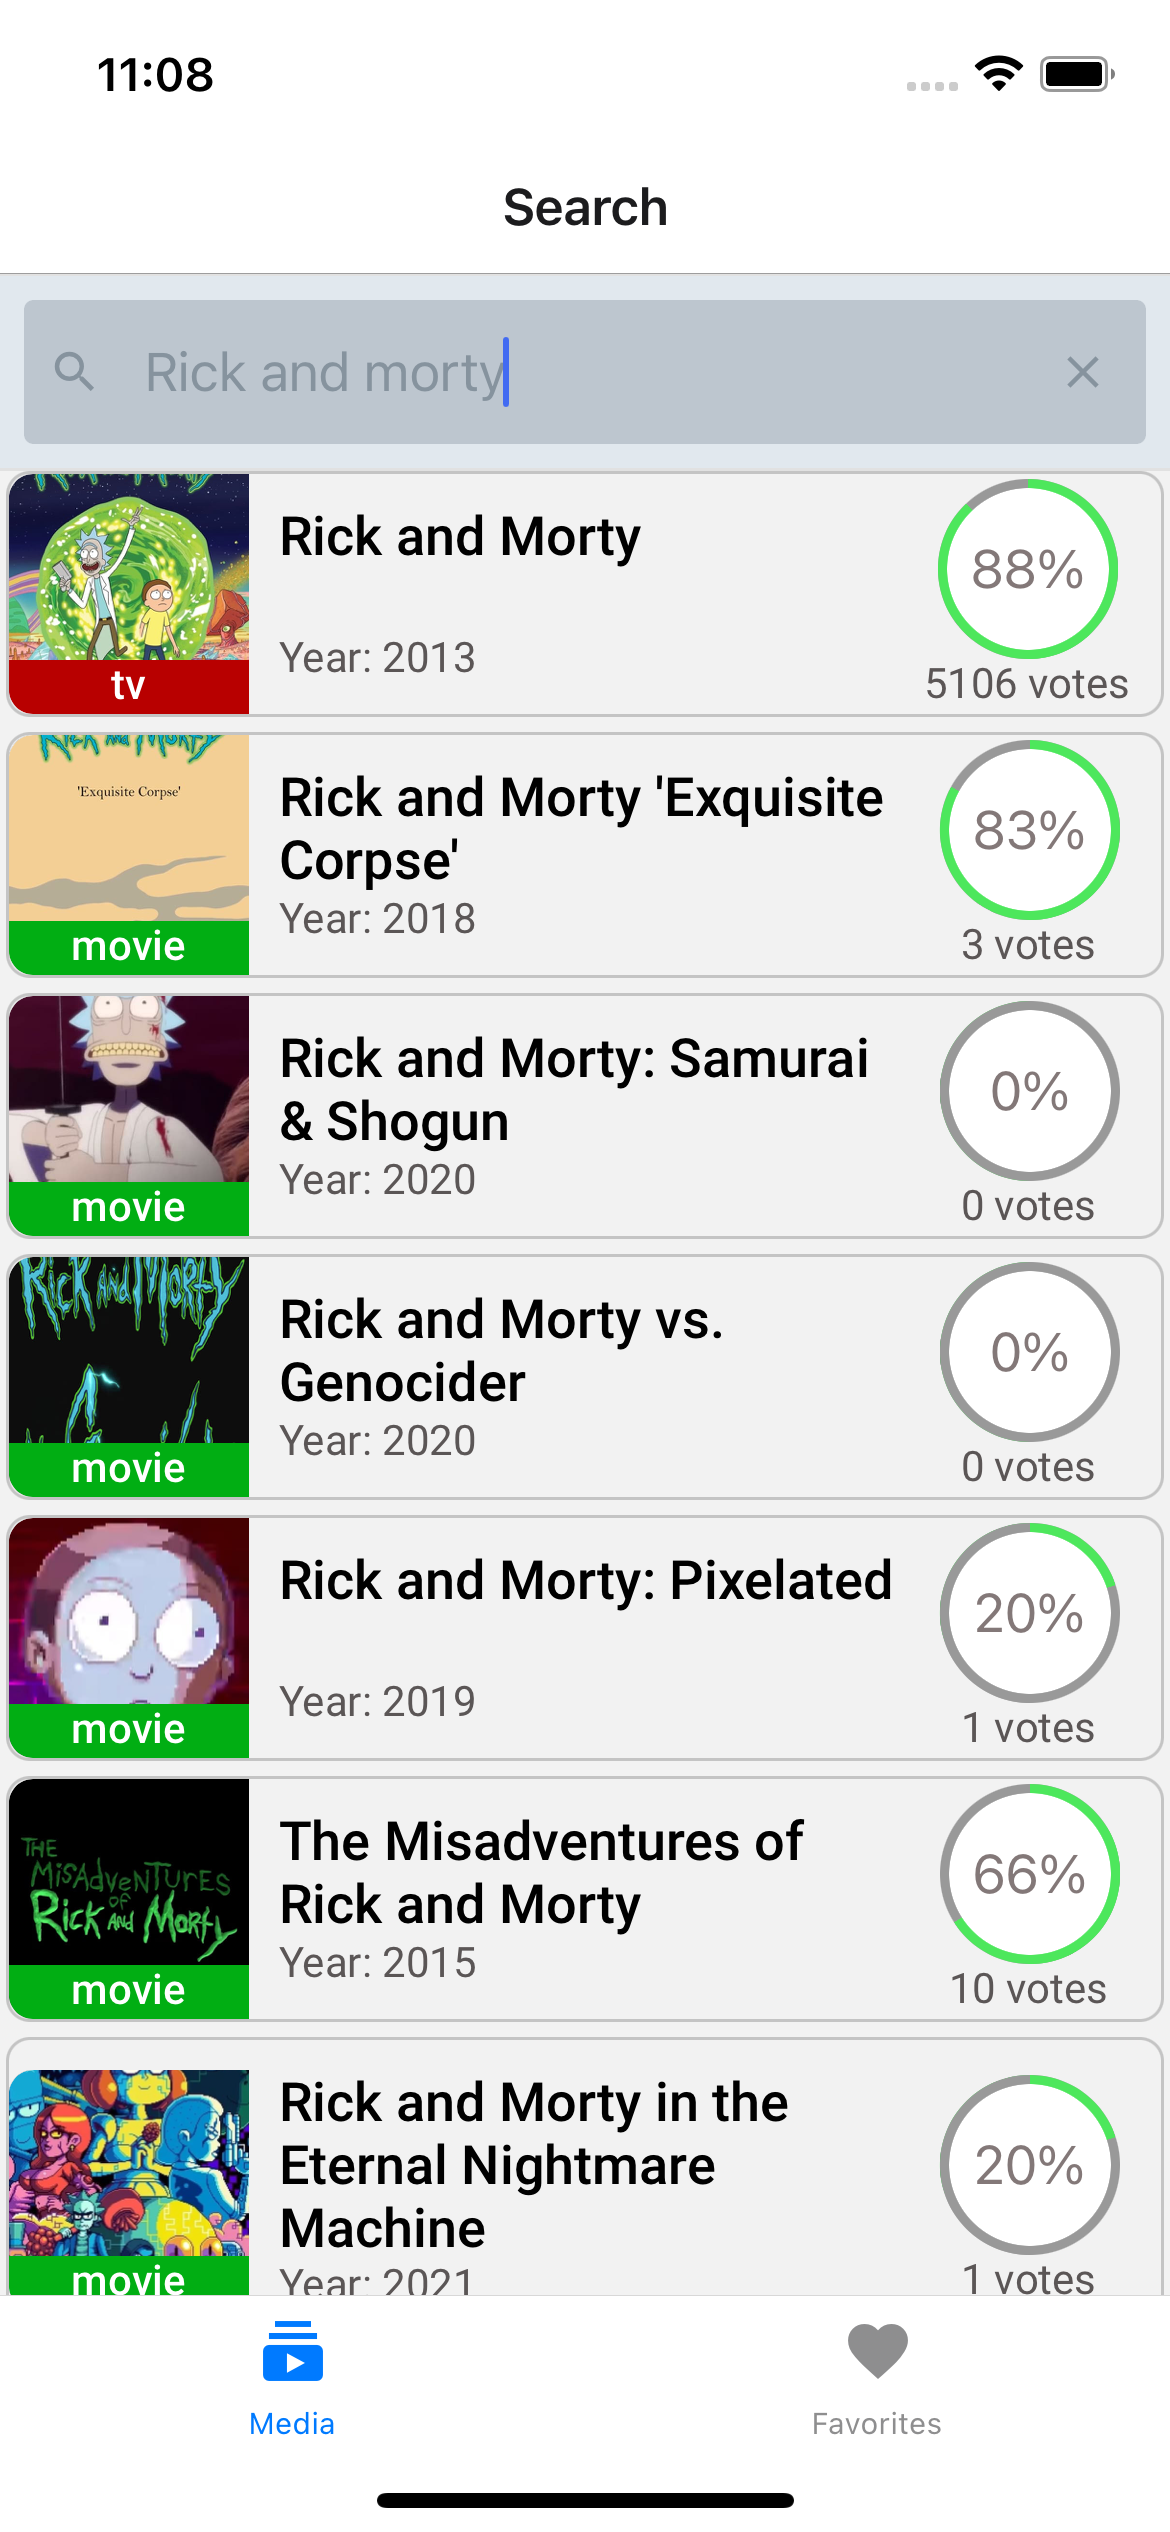 11:08
Search
Rick and morty
Rick and Morty
88%
Year: 2013
5106 votes
tv
RICK AND MORTY
'Exquisite Corpse'
Rick and Morty 'Exquisite
Corpse'
83%
Year: 2018
3 votes
movie
Rick and Morty: Samurai
& Shogun
0%
Year: 2020
0 votes
movie
RICK AND MORTY
Rick and Morty vs.
Genocider
0%
Year: 2020
0 votes
movie
Rick and Morty: Pixelated
20%
Year: 2019
1 votes
movie
THE
MISADVENTURES
OF
RICK AND MORTY
The Misadventures of
Rick and Morty
66%
Year: 2015
10 votes
movie
Rick and Morty in the
Eternal Nightmare
Machine
20%
Year: 2021
1 votes
movie
Media
Favorites